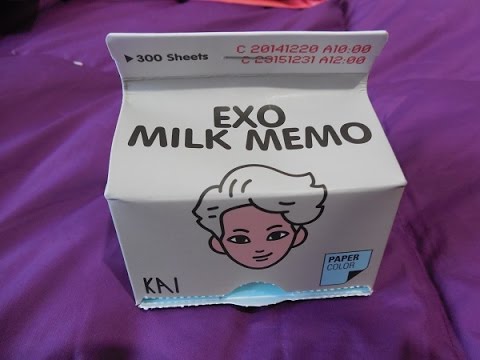 ▶300 Sheets
C 20141220 A10:00
C 20151231 A12:00
EXO
MILK MEMO
PAPER
COLOR
KAI